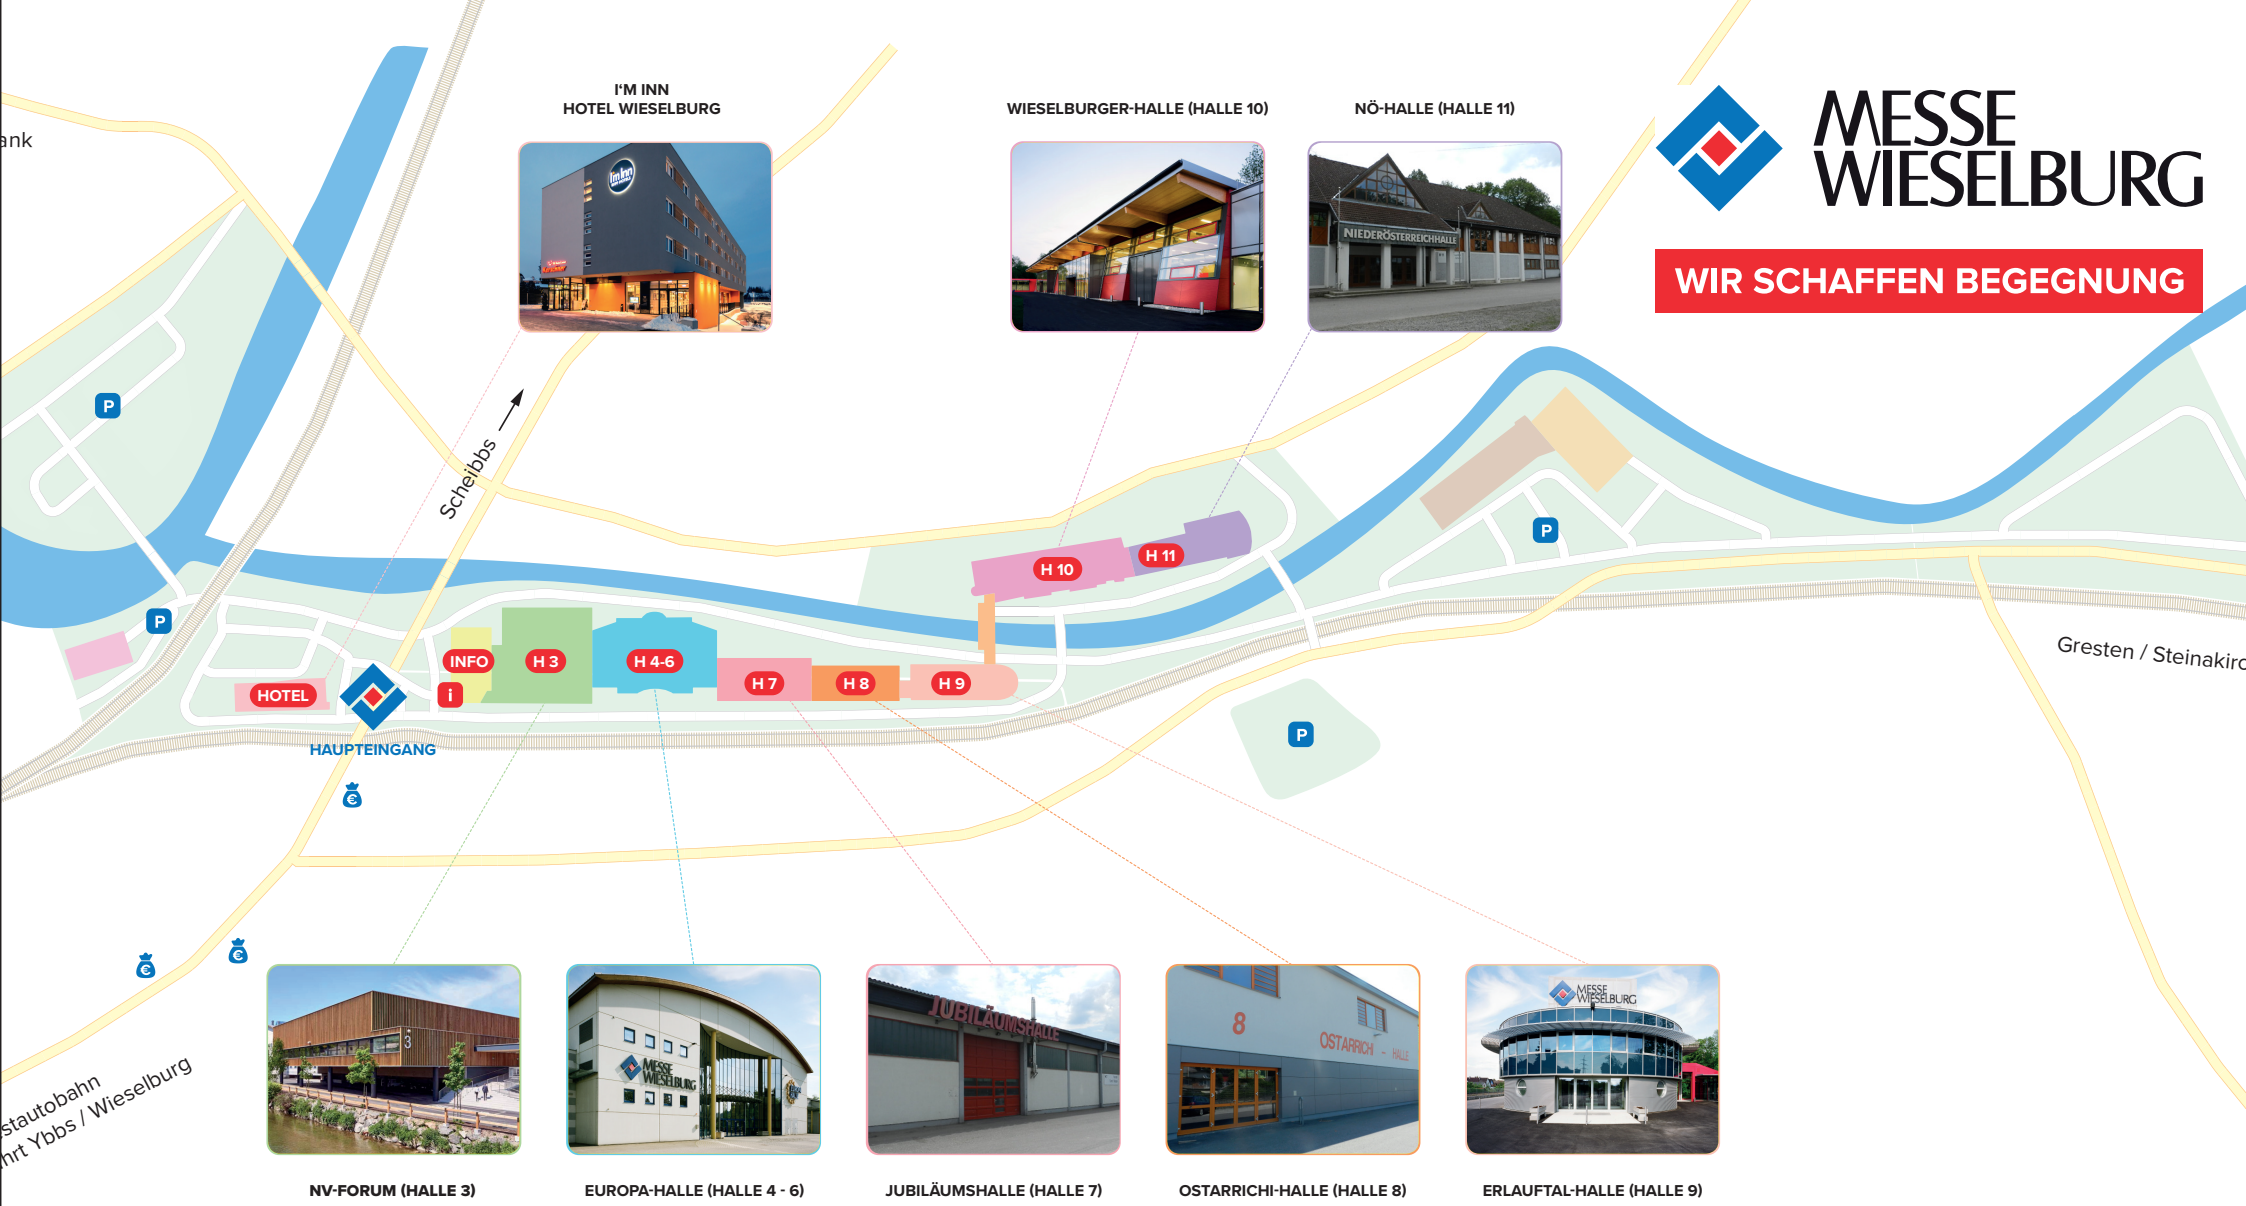 I'M INN
HOTEL WIESELBURG
WIESELBURGER-HALLE (HALLE 10)
NÖ-HALLE (HALLE 11)
MESSE
WIESELBURG
WIR SCHAFFEN BEGEGNUNG
ank
I'm Inn
NIEDERÖSTERREICHHALLE
P
Scheibbs
H 10
H 11
P
P
INFO
H 3
H 4-6
H 7
H 8
H 9
HOTEL
i
HAUPTEINGANG
P
Gresten / Steinakirc
€
€
€
stautobahn
hrt Ybbs / Wieselburg
3
MESSE
WIESELBURG
JUBILÄUMSHALLE
8
OSTARRICHI - HALLE
MESSE
WIESELBURG
NV-FORUM (HALLE 3)
EUROPA-HALLE (HALLE 4 - 6)
JUBILÄUMSHALLE (HALLE 7)
OSTARRICHI-HALLE (HALLE 8)
ERLAUFTAL-HALLE (HALLE 9)